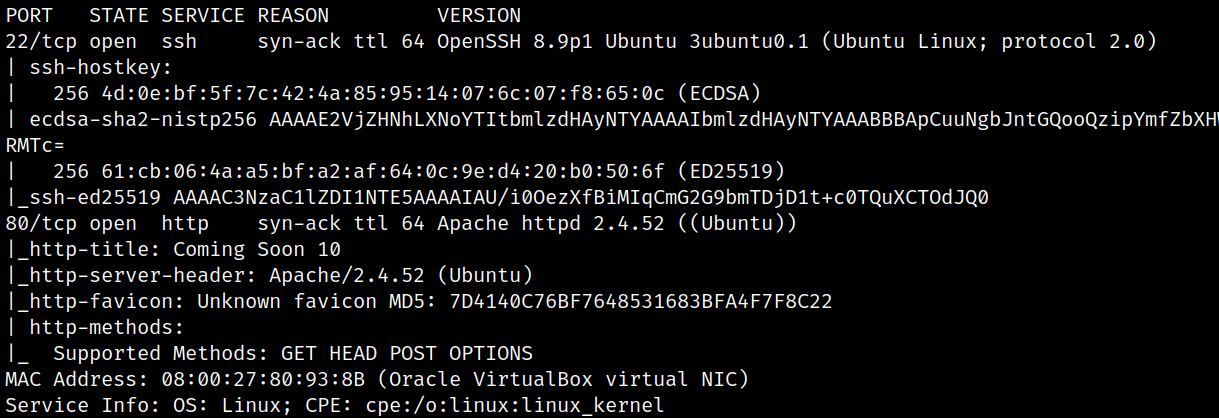 PORT   STATE SERVICE REASON         VERSION
22/tcp open  ssh     syn-ack ttl 64 OpenSSH 8.9p1 Ubuntu 3ubuntu0.1 (Ubuntu Linux; protocol 2.0)
| ssh-hostkey:
|   256 4d:0e:bf:5f:7c:42:4a:85:95:14:07:6c:07:f8:65:0c (ECDSA)
| ecdsa-sha2-nistp256 AAAAE2VjZHNhLXNoYTItbmlzdHAyNTYAAAAIbmlzdHAyNTYAAABBBApCuuNgbJntGQooQzipYmfZbXHW
RMTc=
|   256 61:cb:06:4a:a5:bf:a2:af:64:0c:9e:d4:20:b0:50:6f (ED25519)
|_ssh-ed25519 AAAAC3NzaC1lZDI1NTE5AAAAIAU/i0OezXfBiMIqCmG2G9bmTDjD1t+c0TQuXCTOdJQ0
80/tcp open  http    syn-ack ttl 64 Apache httpd 2.4.52 ((Ubuntu))
|_http-title: Coming Soon 10
|_http-server-header: Apache/2.4.52 (Ubuntu)
|_http-favicon: Unknown favicon MD5: 7D4140C76BF7648531683BFA4F7F8C22
| http-methods:
|_  Supported Methods: GET HEAD POST OPTIONS
MAC Address: 08:00:27:80:93:8B (Oracle VirtualBox virtual NIC)
Service Info: OS: Linux; CPE: cpe:/o:linux:linux_kernel